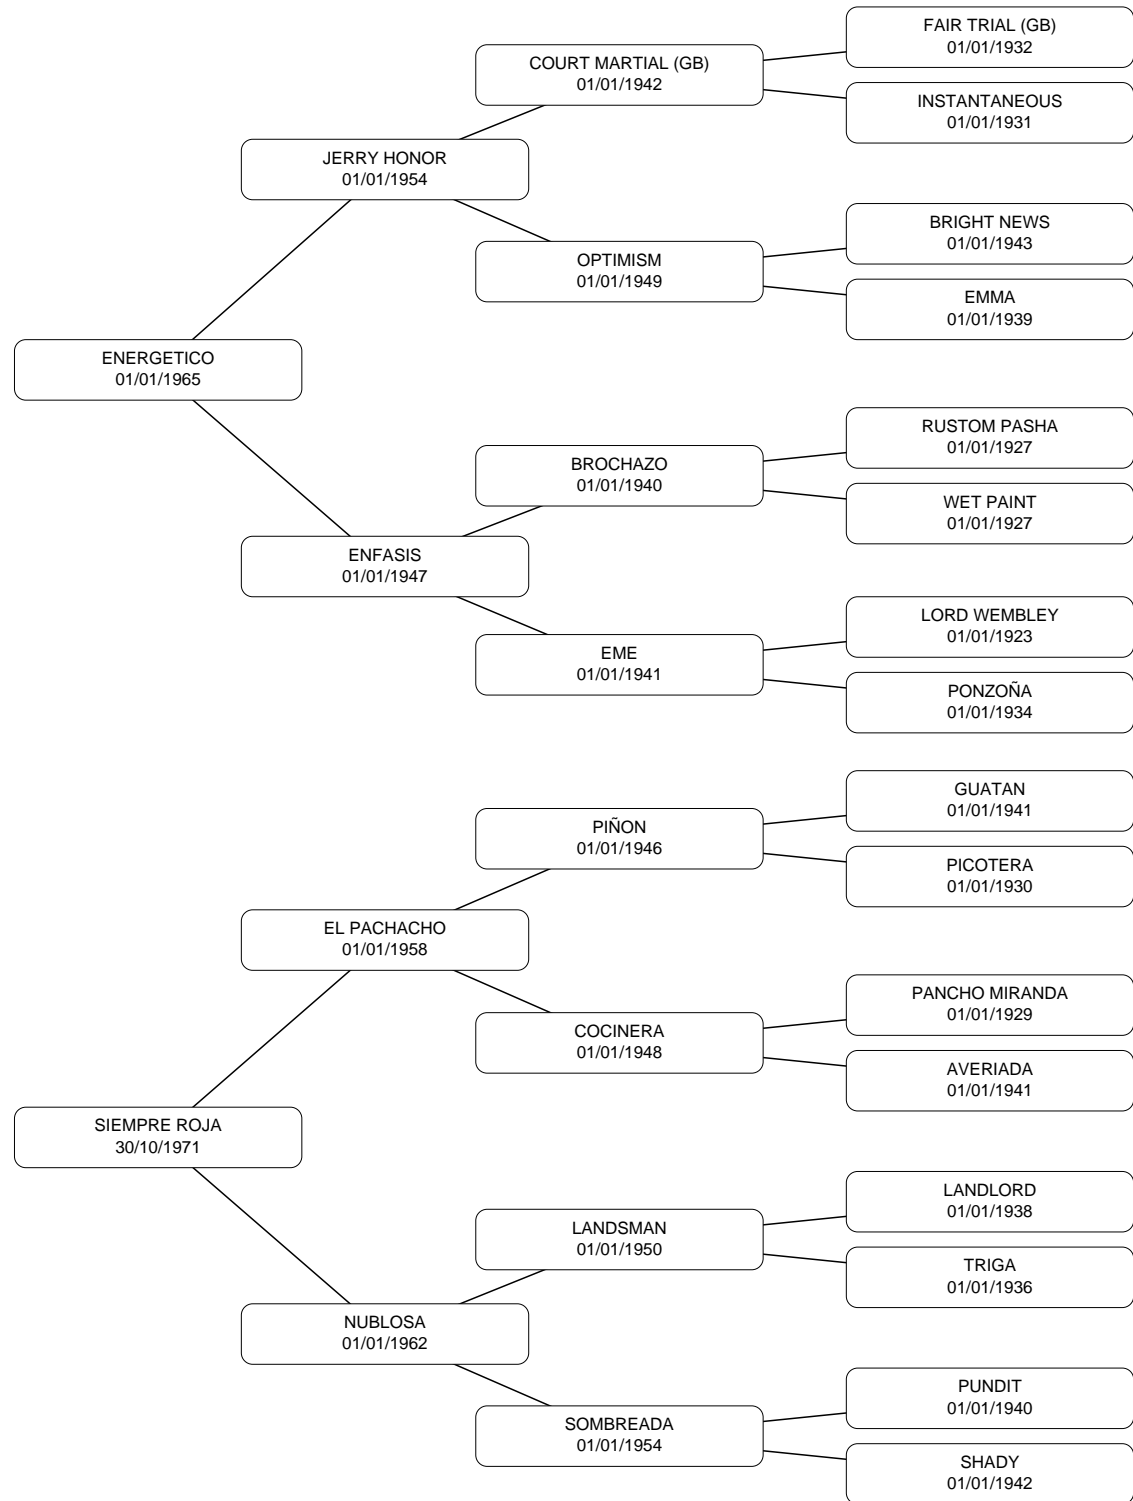 FAIR TRIAL (GB)
01/01/1932
COURT MARTIAL (GB)
01/01/1942
INSTANTANEOUS
01/01/1931
JERRY HONOR
01/01/1954
BRIGHT NEWS
01/01/1943
OPTIMISM
01/01/1949
EMMA
01/01/1939
ENERGETICO
01/01/1965
RUSTOM PASHA
01/01/1927
BROCHAZO
01/01/1940
WET PAINT
01/01/1927
ENFASIS
01/01/1947
LORD WEMBLEY
01/01/1923
EME
01/01/1941
PONZOÑA
01/01/1934
GUATAN
01/01/1941
PIÑON
01/01/1946
PICOTERA
01/01/1930
EL PACHACHO
01/01/1958
PANCHO MIRANDA
01/01/1929
COCINERA
01/01/1948
AVERIADA
01/01/1941
SIEMPRE ROJA
30/10/1971
LANDLORD
01/01/1938
LANDSMAN
01/01/1950
TRIGA
01/01/1936
NUBLOSA
01/01/1962
PUNDIT
01/01/1940
SOMBREADA
01/01/1954
SHADY
01/01/1942